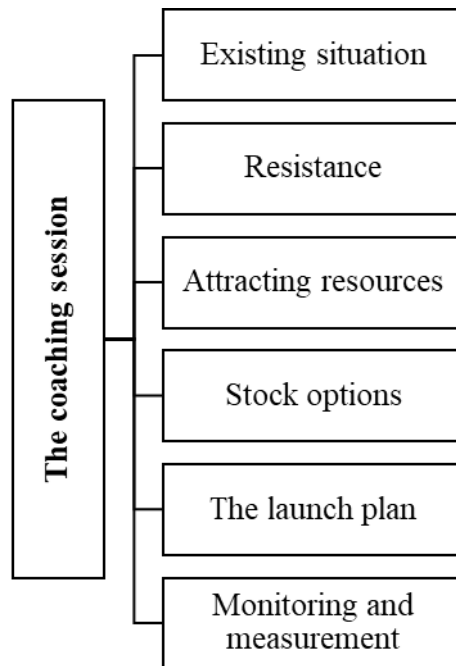 The coaching session
Existing situation
Resistance
Attracting resources
Stock options
The launch plan
Monitoring and
measurement